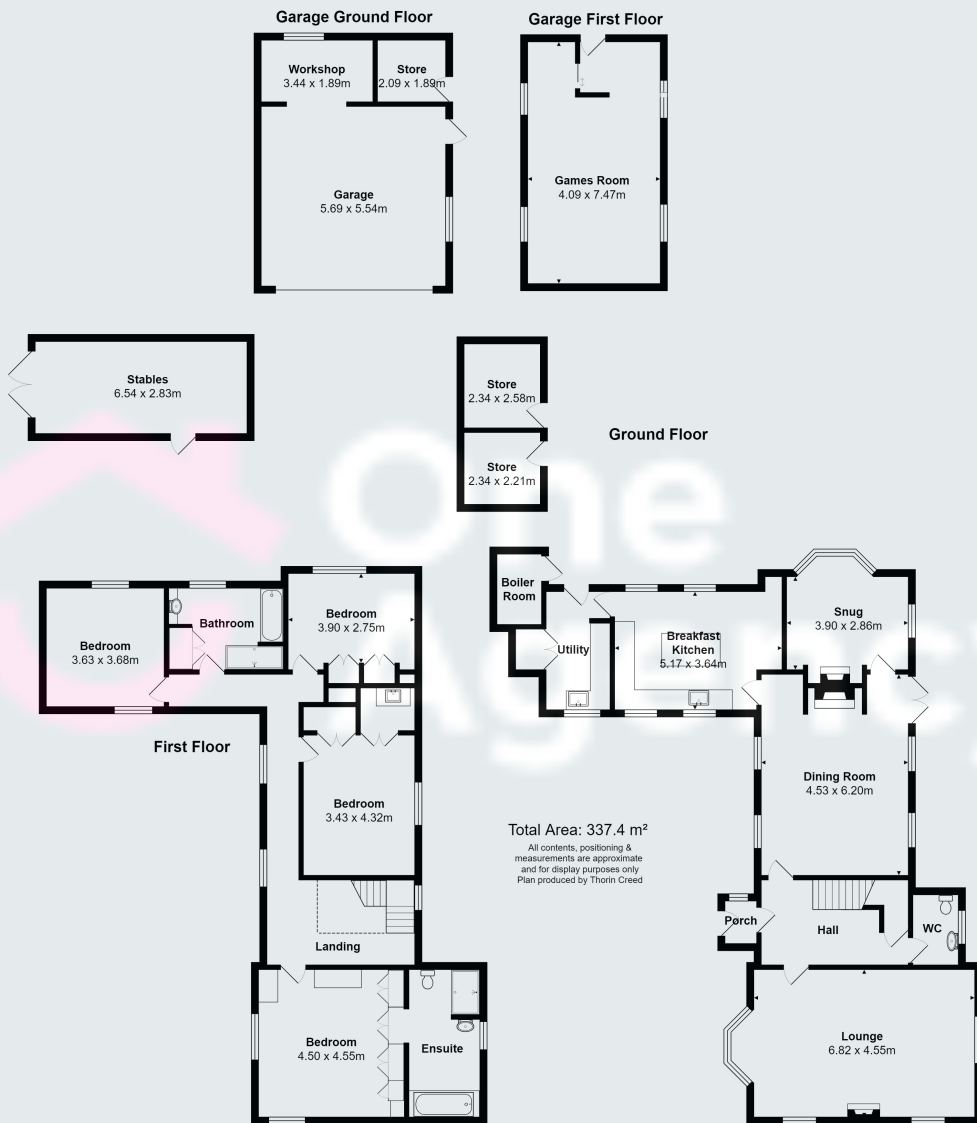 Garage Ground Floor
Garage First Floor
Workshop
3.44 x 1.89m
Store
2.09 x 1.89m
Garage
5.69 x 5.54m
Games Room
4.09 x 7.47m
Stables
6.54 x 2.83m
Store
2.34 x 2.58m
Ground Floor
Store
2.34 x 2.21m
One
Agency
Boiler
Room
Utility
Breakfast
Kitchen
5.17 x 3.64m
Snug
3.90 x 2.86m
Bedroom
3.63 x 3.68m
Bathroom
Bedroom
3.90 x 2.75m
First Floor
Bedroom
3.43 x 4.32m
Dining Room
4.53 x 6.20m
Total Area: 337.4 m²
All contents, positioning &
measurements are approximate
and for display purposes only
Plan produced by Thorin Creed
Landing
Porch
Hall
WC
Bedroom
4.50 x 4.55m
Ensuite
Lounge
6.82 x 4.55m